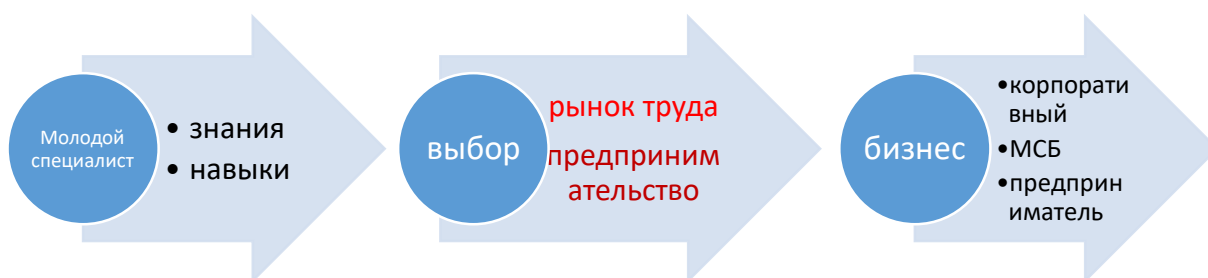 Молодой
специалист
• знания
• навыки
выбор
рынок труда
предприним
ательство
бизнес
•корпорати
вный
•МСБ
•предприн
иматель